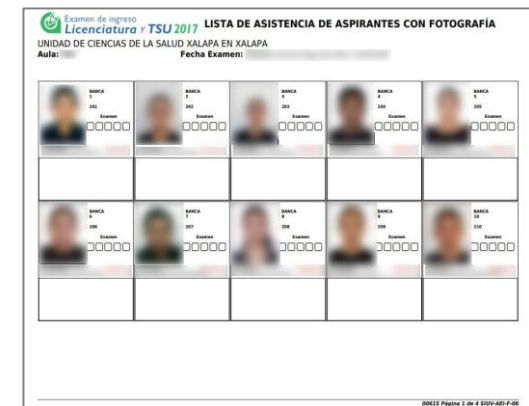 Examen de ingreso
Licenciatura Y TSU 2017 LISTA DE ASISTENCIA DE ASPIRANTES CON FOTOGRAFÍA
UNIDAD DE CIENCIAS DE LA SALUD XALAPA EN XALAPA
Aula: Fecha Examen:
BANCA
1
201
Examen
BANCA
2
202
Examen
BANCA
3
203
Examen
BANCA
4
204
Examen
BANCA
5
205
Examen
BANCA
6
206
Examen
BANCA
7
207
Examen
BANCA
8
208
Examen
BANCA
9
209
Examen
BANCA
10
210
Examen
00615 Página 1 de 4 SIUV-AEI-F-06